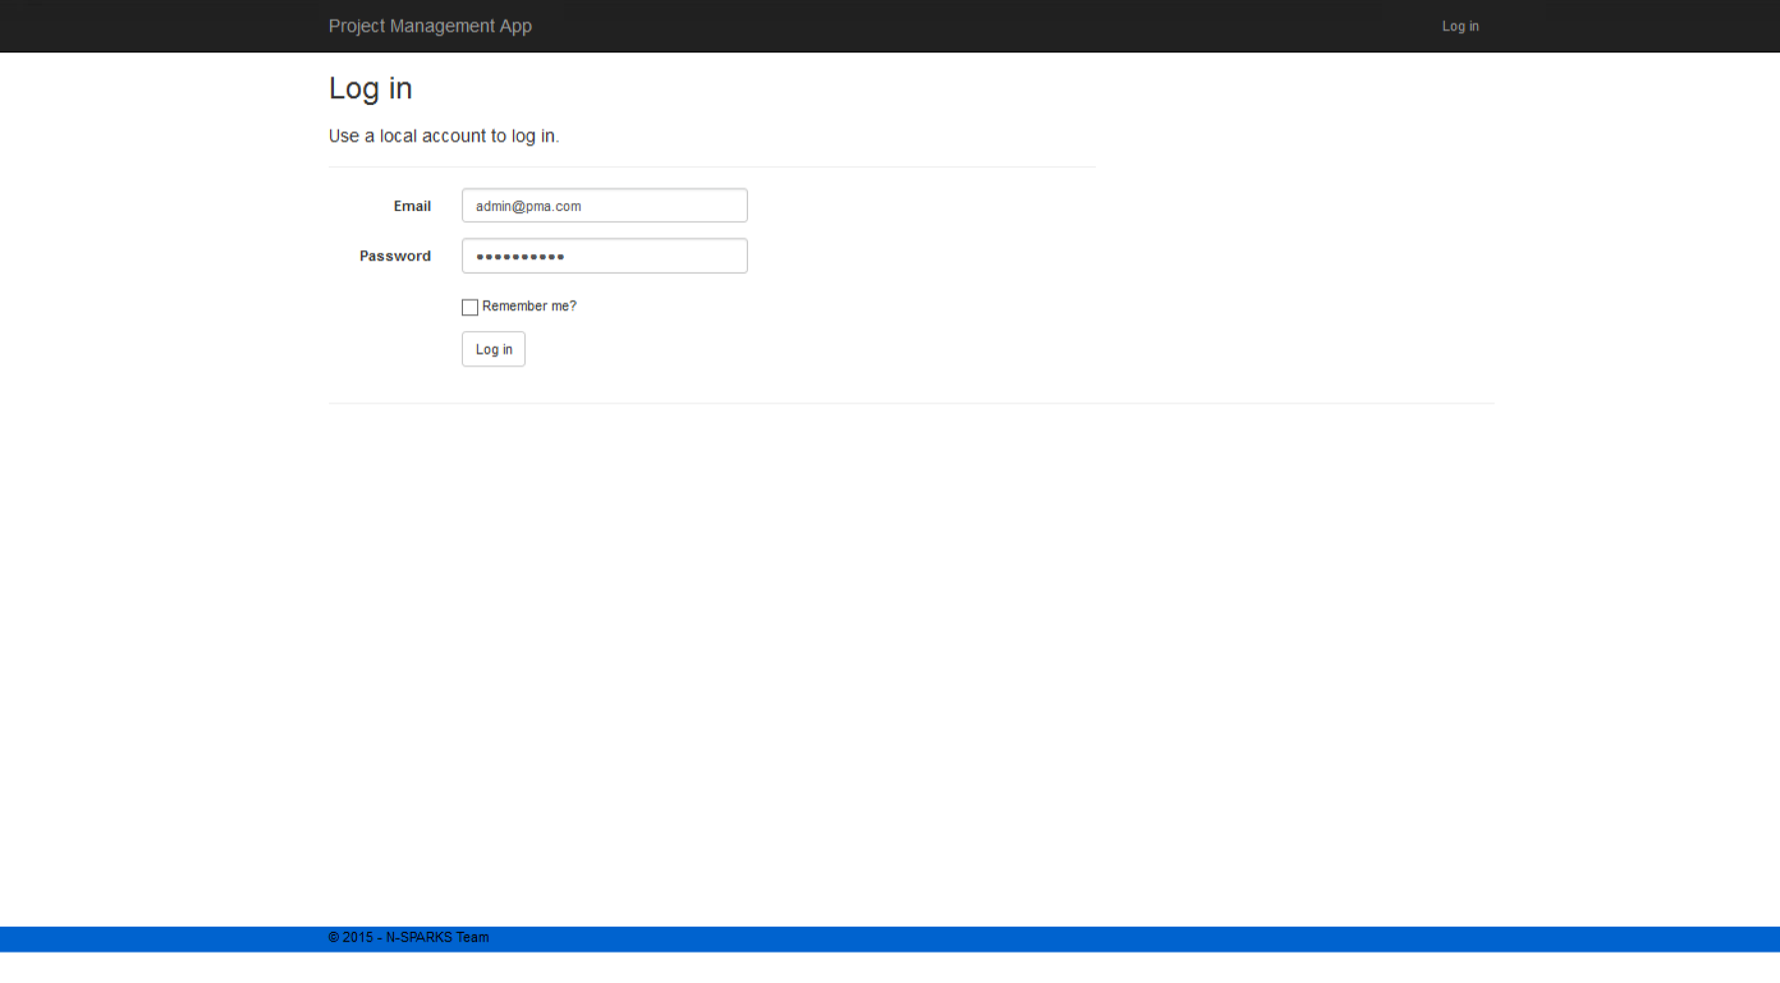 Project Management App
Log in
Log in
Use a local account to log in.
Email
admin@pma.com
Password
••••••••••
Remember me?
Log in
© 2015 - N-SPARKS Team